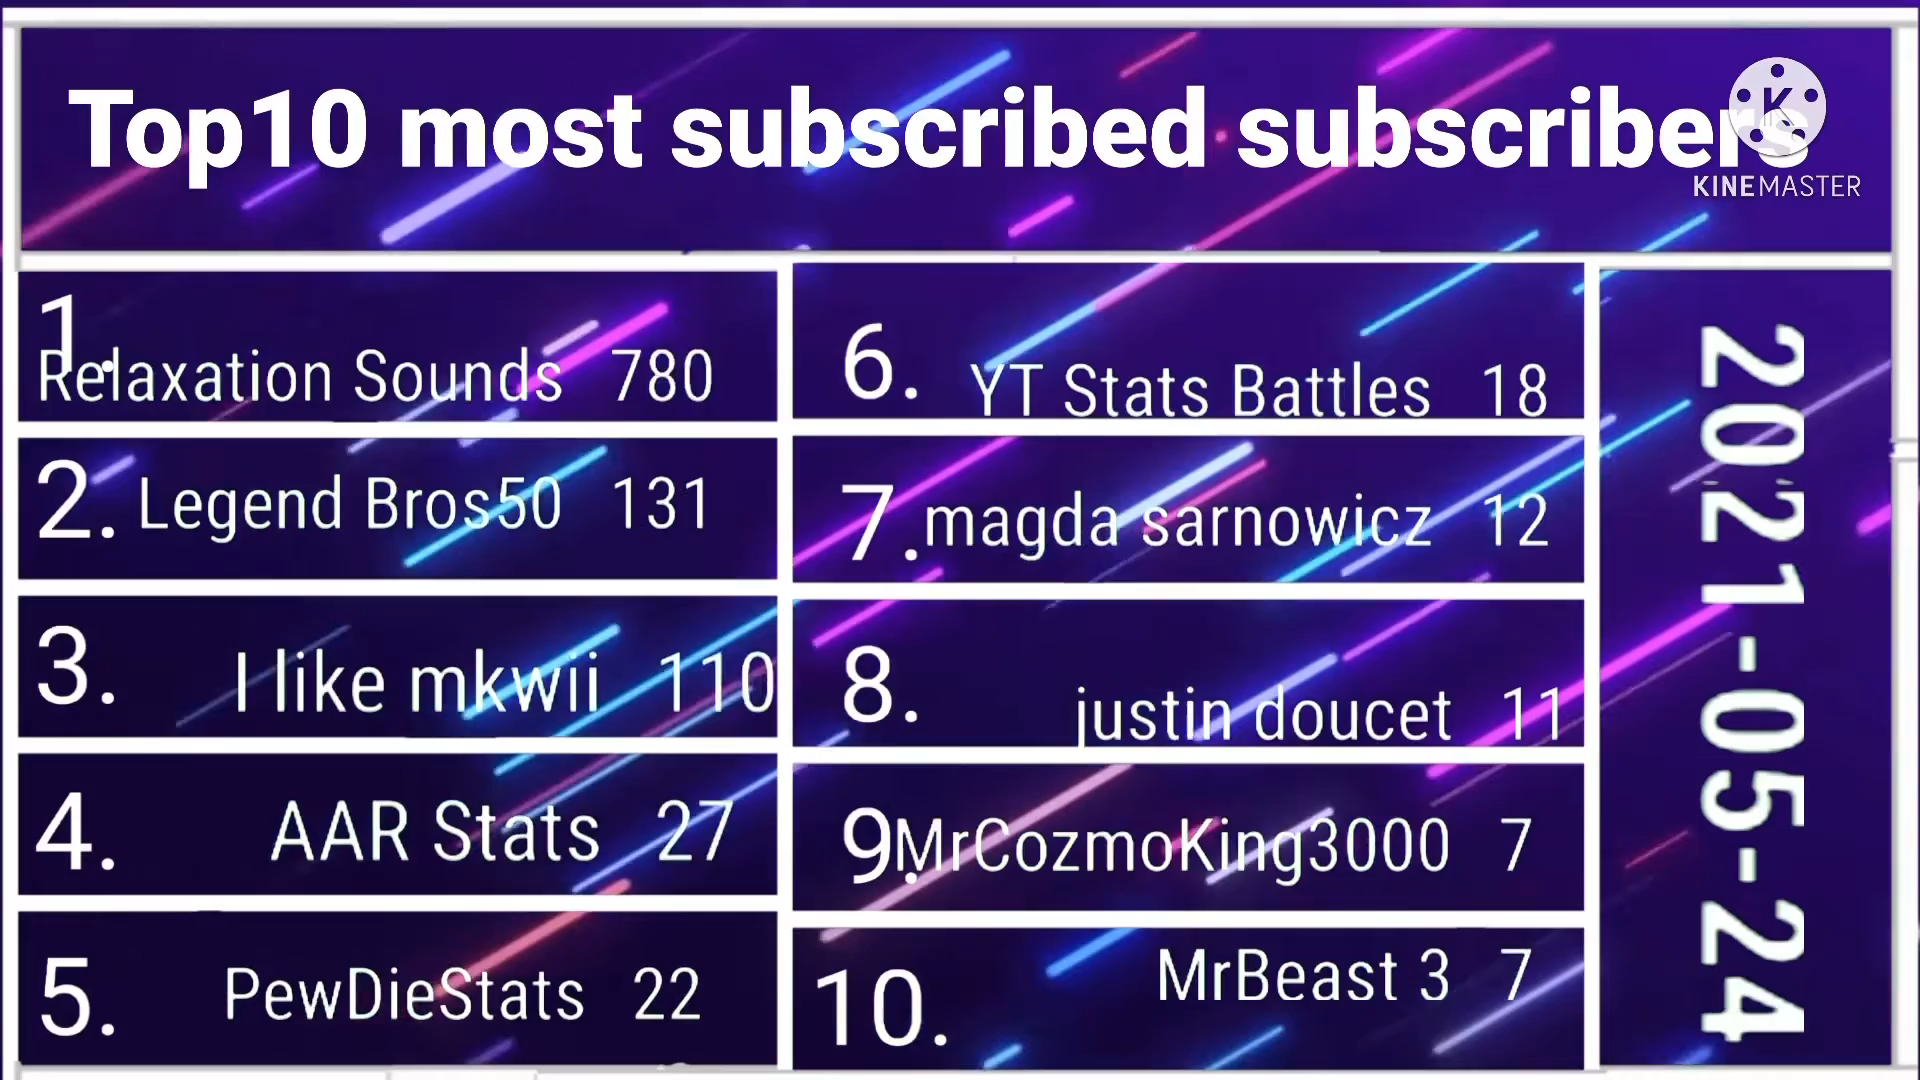 Top10 most subscribed subscribers
KINEMASTER
1.
Relaxation Sounds 780
2. Legend Bros50 131
3. I like mkwii 110
4. AAR Stats 27
5. PewDieStats 22
6. YT Stats Battles 18
7. magda sarnowicz 12
8. justin doucet 11
9. MrCozmoKing3000 7
10. MrBeast 3 7
2021-05-24